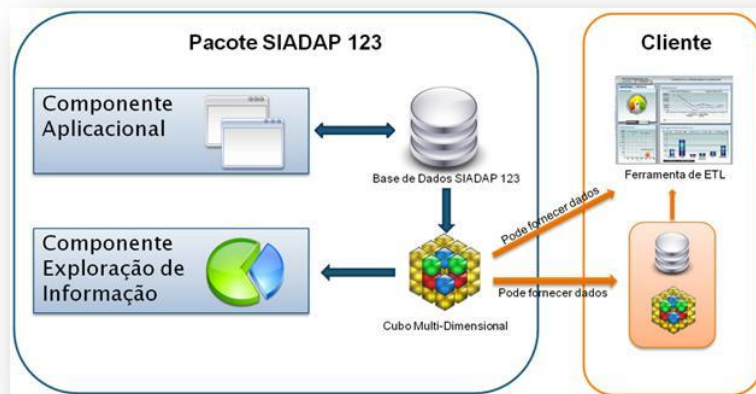 Pacote SIADAP 123
Cliente
Componente
Aplicacional
Base de Dados SIADAP 123
Ferramenta de ETL
Pode fornecer dados
Componente
Exploração de
Informação
Pode fornecer dados
Cubo Multi-Dimensional